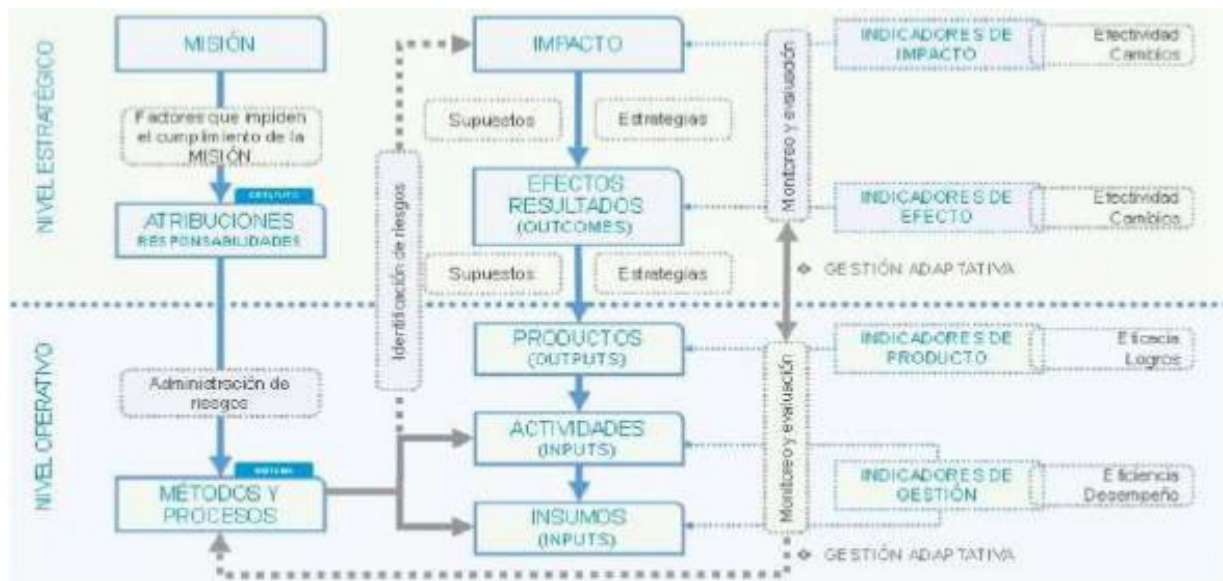 NIVEL ESTRATÉGICO
MISIÓN
Factores que impiden
el cumplimiento de la
MISIÓN
ATRIBUCIONES
RESPONSABILIDADES
Identificación de riesgos
IMPACTO
Supuestos
Estrategias
EFECTOS
RESULTADOS
(OUTCOMES)
Supuestos
Estrategias
Monitoreo y evaluación
INDICADORES DE
IMPACTO
Efectividad
Cambios
INDICADORES DE
EFECTO
Efectividad
Cambios
GESTIÓN ADAPTATIVA
NIVEL OPERATIVO
Administración de
riesgos
MÉTODOS Y
PROCESOS
PRODUCTOS
(OUTPUTS)
ACTIVIDADES
(INPUTS)
INSUMOS
(INPUTS)
Monitoreo y evaluación
INDICADORES DE
PRODUCTO
Eficacia
Logros
INDICADORES DE
GESTIÓN
Eficiencia
Desempeño
GESTIÓN ADAPTATIVA